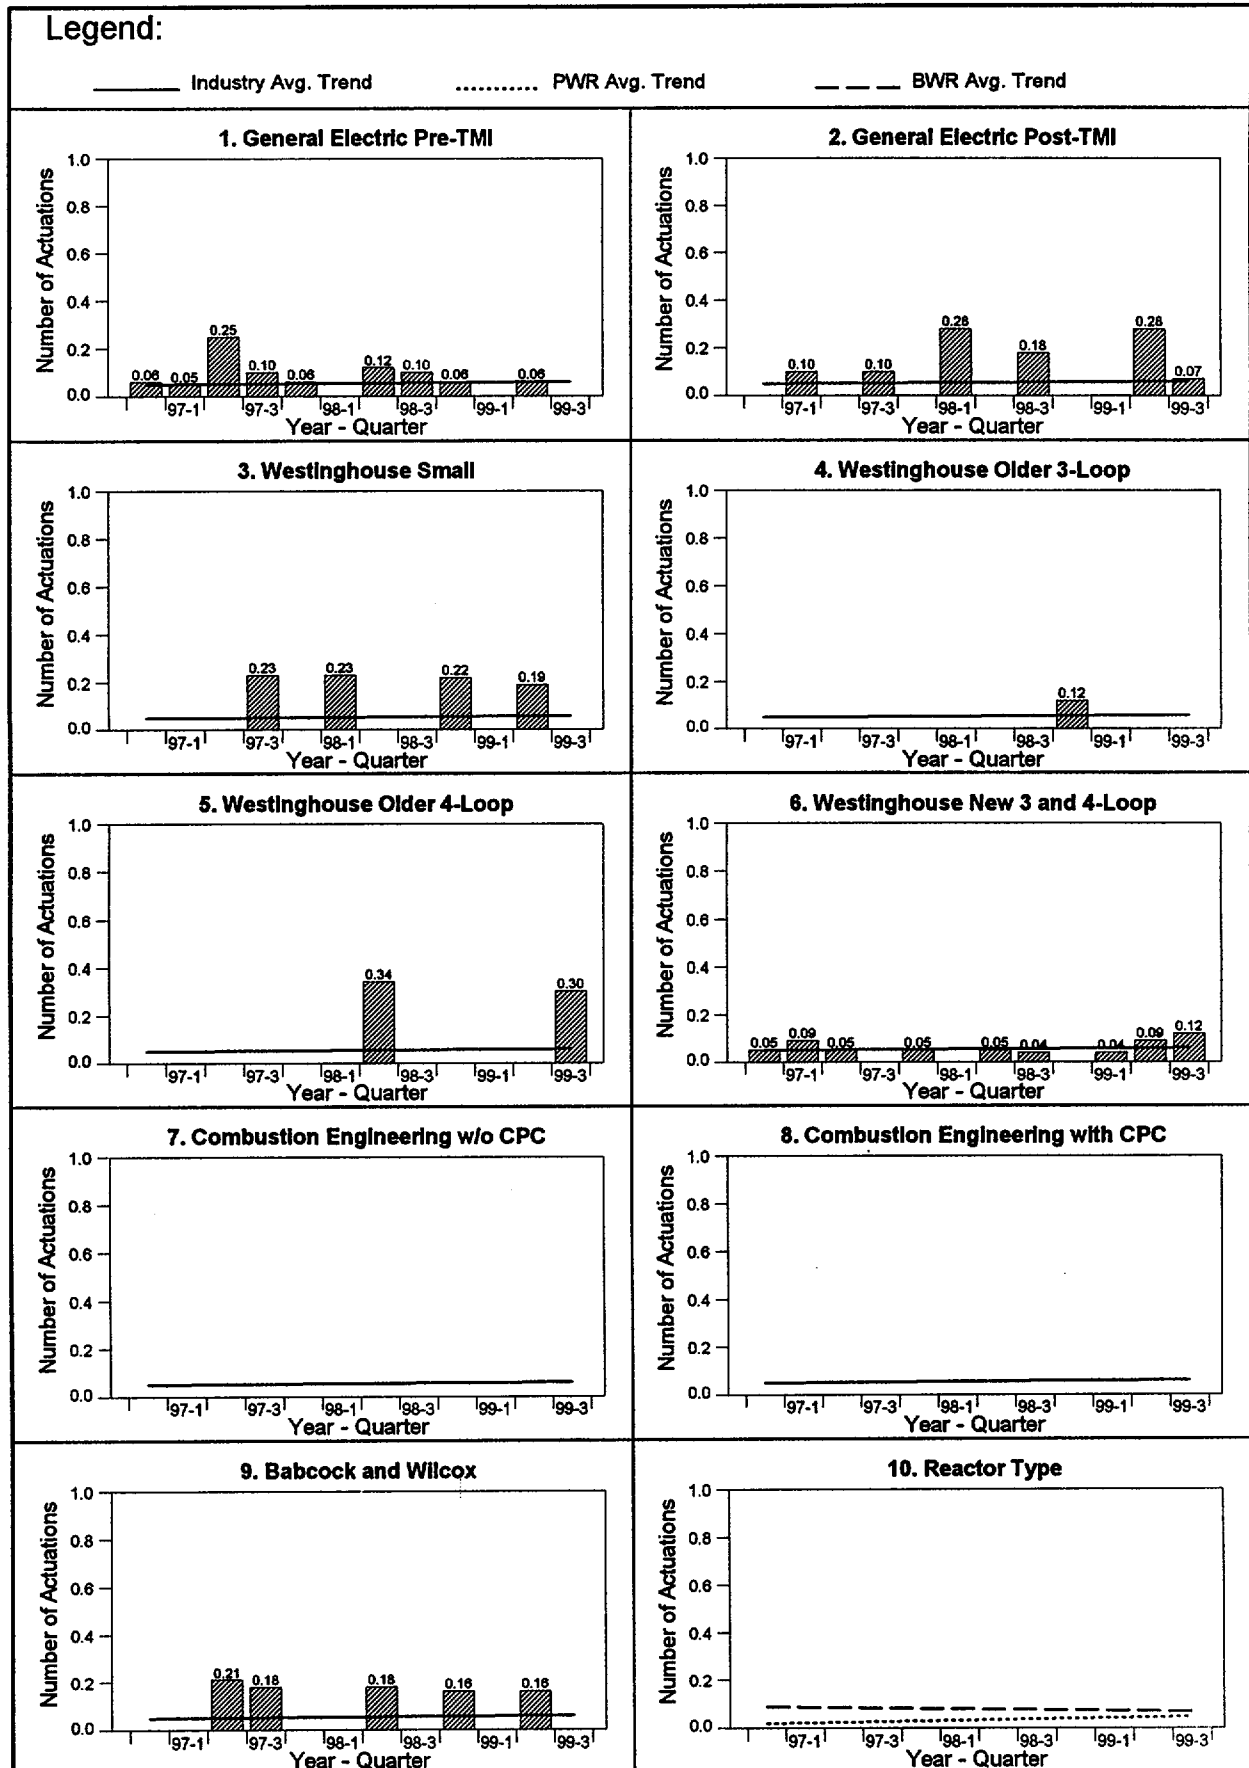 Legend:
Industry Avg. Trend PWR Avg. Trend BWR Avg. Trend
1. General Electric Pre-TMI
Number of Actuations
1.0
0.8
0.6
0.4
0.2
0.0
0.06 0.05 0.25 0.10 0.06 0.12 0.10 0.06 0.06
97-1 97-3 98-1 98-3 99-1 99-3
Year - Quarter
2. General Electric Post-TMI
Number of Actuations
1.0
0.8
0.6
0.4
0.2
0.0
0.10 0.10 0.28 0.18 0.28 0.07
97-1 97-3 98-1 98-3 99-1 99-3
Year - Quarter
3. Westinghouse Small
Number of Actuations
1.0
0.8
0.6
0.4
0.2
0.0
0.23 0.23 0.22 0.19
97-1 97-3 98-1 98-3 99-1 99-3
Year - Quarter
4. Westinghouse Older 3-Loop
Number of Actuations
1.0
0.8
0.6
0.4
0.2
0.0
0.12
97-1 97-3 98-1 98-3 99-1 99-3
Year - Quarter
5. Westinghouse Older 4-Loop
Number of Actuations
1.0
0.8
0.6
0.4
0.2
0.0
0.34 0.30
97-1 97-3 98-1 98-3 99-1 99-3
Year - Quarter
6. Westinghouse New 3 and 4-Loop
Number of Actuations
1.0
0.8
0.6
0.4
0.2
0.0
0.05 0.09 0.05 0.05 0.05 0.04 0.04 0.09 0.12
97-1 97-3 98-1 98-3 99-1 99-3
Year - Quarter
7. Combustion Engineering w/o CPC
Number of Actuations
1.0
0.8
0.6
0.4
0.2
0.0
97-1 97-3 98-1 98-3 99-1 99-3
Year - Quarter
8. Combustion Engineering with CPC
Number of Actuations
1.0
0.8
0.6
0.4
0.2
0.0
97-1 97-3 98-1 98-3 99-1 99-3
Year - Quarter
9. Babcock and Wilcox
Number of Actuations
1.0
0.8
0.6
0.4
0.2
0.0
0.21 0.18 0.18 0.16 0.16
97-1 97-3 98-1 98-3 99-1 99-3
Year - Quarter
10. Reactor Type
Number of Actuations
1.0
0.8
0.6
0.4
0.2
0.0
97-1 97-3 98-1 98-3 99-1 99-3
Year - Quarter